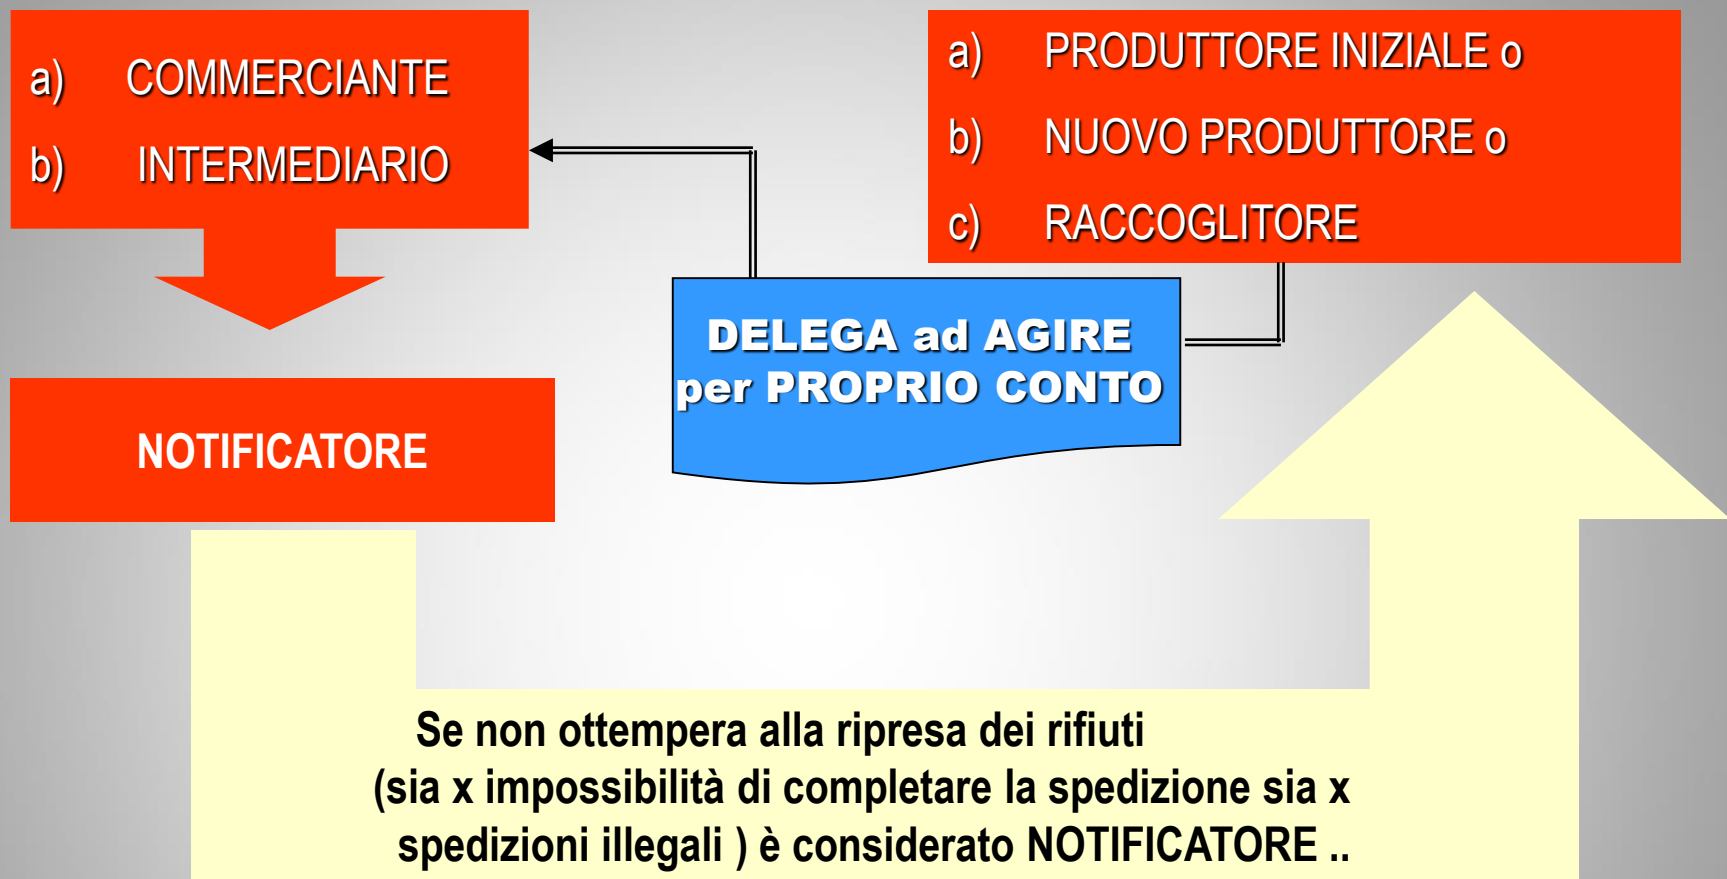 a) COMMERCIANTE
b) INTERMEDIARIO
a) PRODUTTORE INIZIALE o
b) NUOVO PRODUTTORE o
c) RACCOGLITORE
DELEGA ad AGIRE
per PROPRIO CONTO
NOTIFICATORE
Se non ottempera alla ripresa dei rifiuti
(sia x impossibilità di completare la spedizione sia x
spedizioni illegali ) è considerato NOTIFICATORE ..